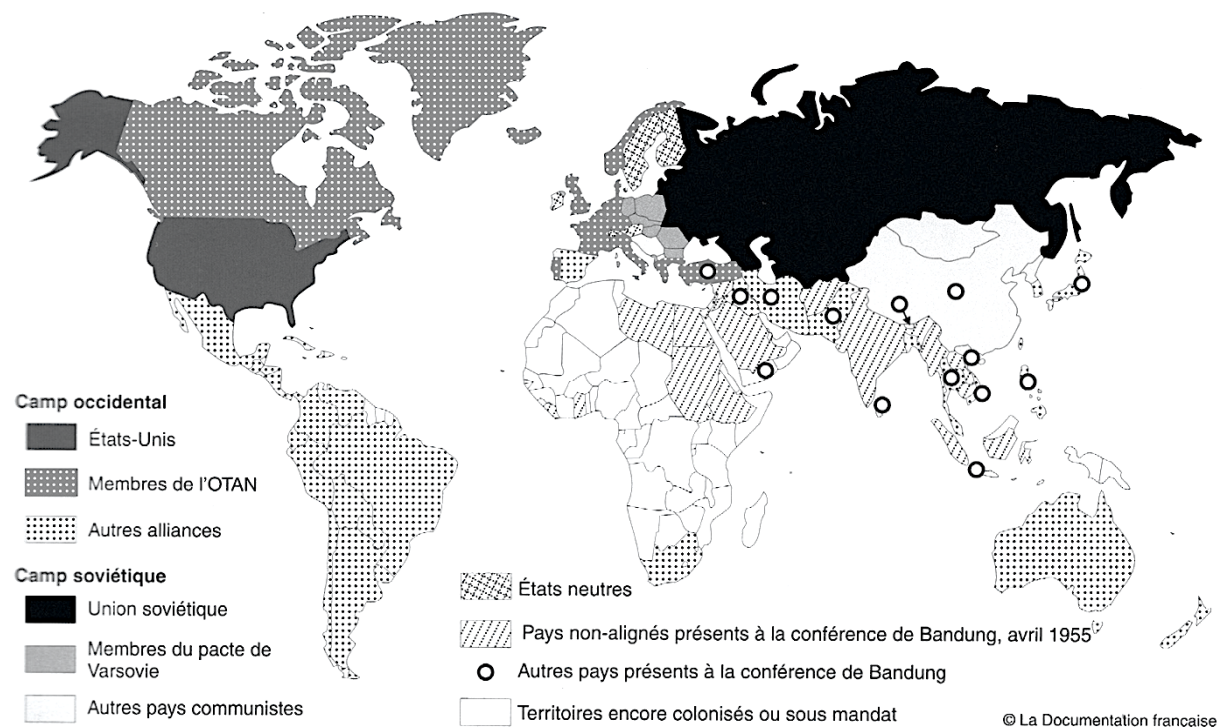 Camp occidental
États-Unis
Membres de l'OTAN
Autres alliances
Camp soviétique
Union soviétique
Membres du pacte de
Varsovie
Autres pays communistes
États neutres
Pays non-alignés présents à la conférence de Bandung, avril 1955
Autres pays présents à la conférence de Bandung
Territoires encore colonisés ou sous mandat
© La Documentation française